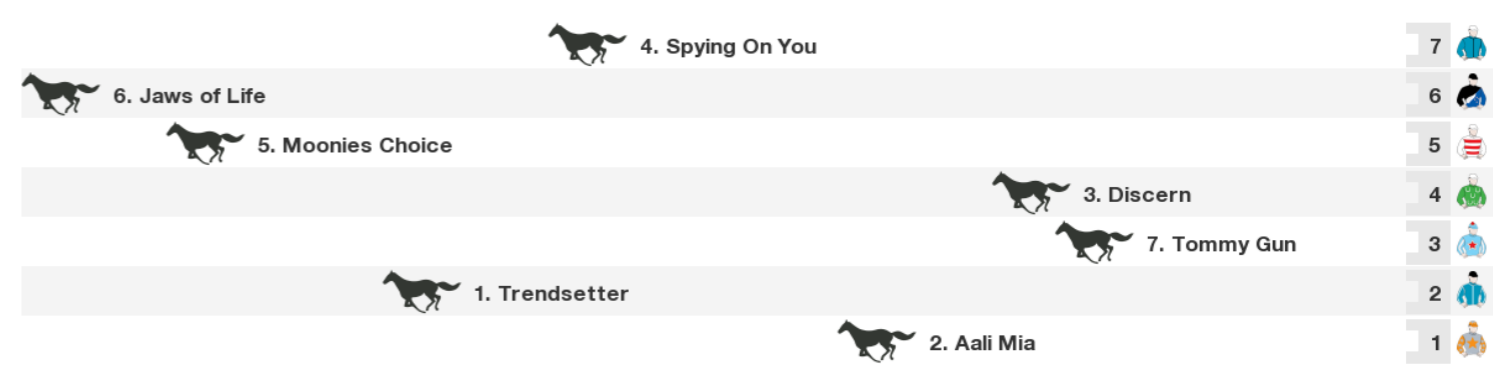 4. Spying On You 7
6. Jaws of Life 6
5. Moonies Choice 5
3. Discern 4
7. Tommy Gun 3
1. Trendsetter 2
2. Aali Mia 1